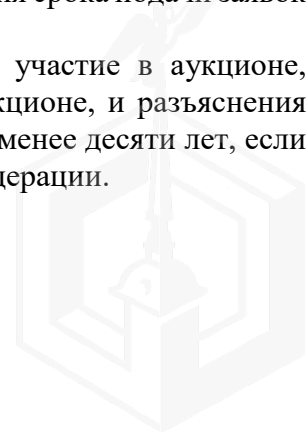 участие в аукционе,
кционе, и разъяснения
менее десяти лет, если
дерации.